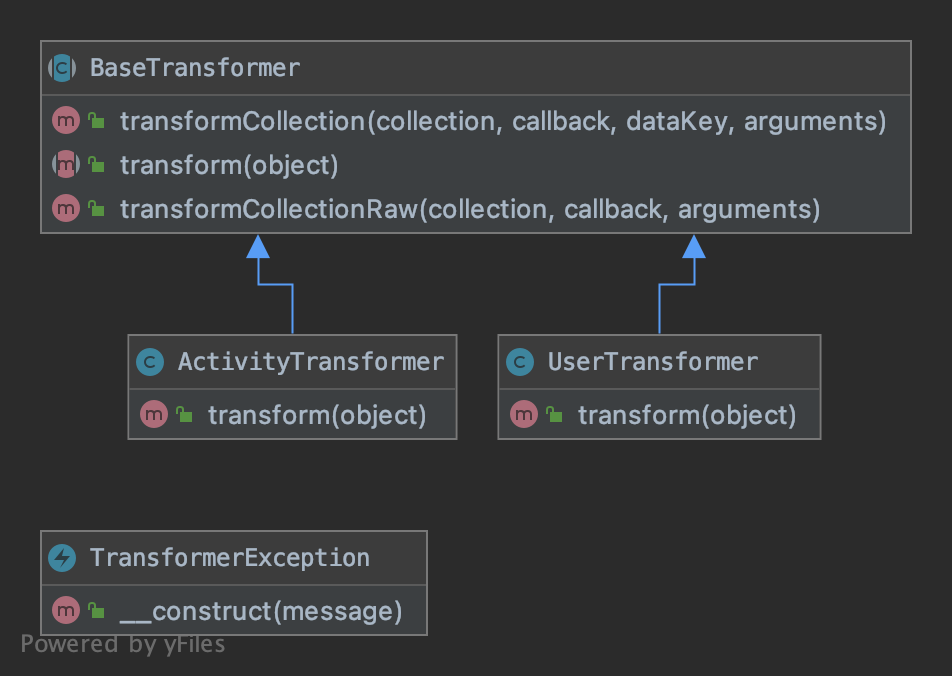 BaseTransformer
transformCollection(collection, callback, dataKey, arguments)
transform(object)
transformCollectionRaw(collection, callback, arguments)
ActivityTransformer
transform(object)
UserTransformer
transform(object)
TransformerException
__construct(message)
Powered by yFiles